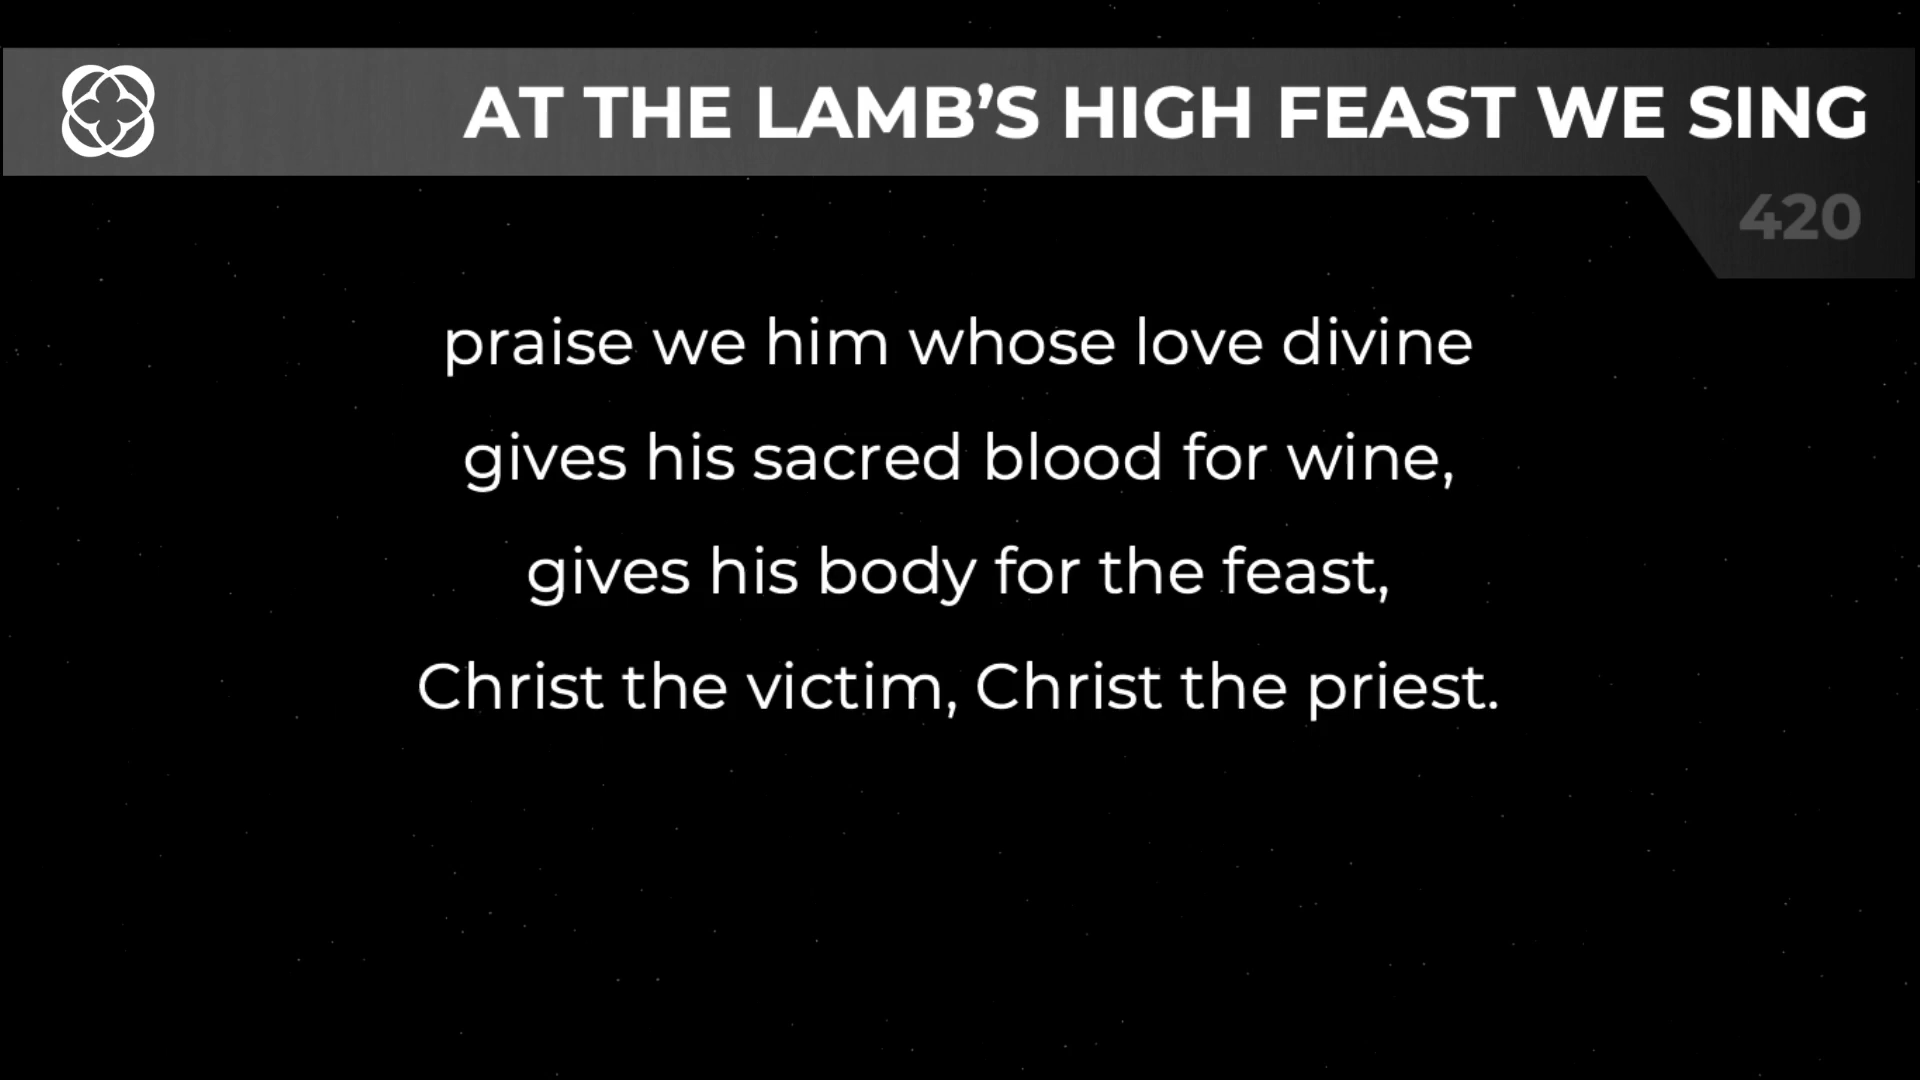 AT THE LAMB’S HIGH FEAST WE SING
420
praise we him whose love divine
gives his sacred blood for wine,
gives his body for the feast,
Christ the victim, Christ the priest.